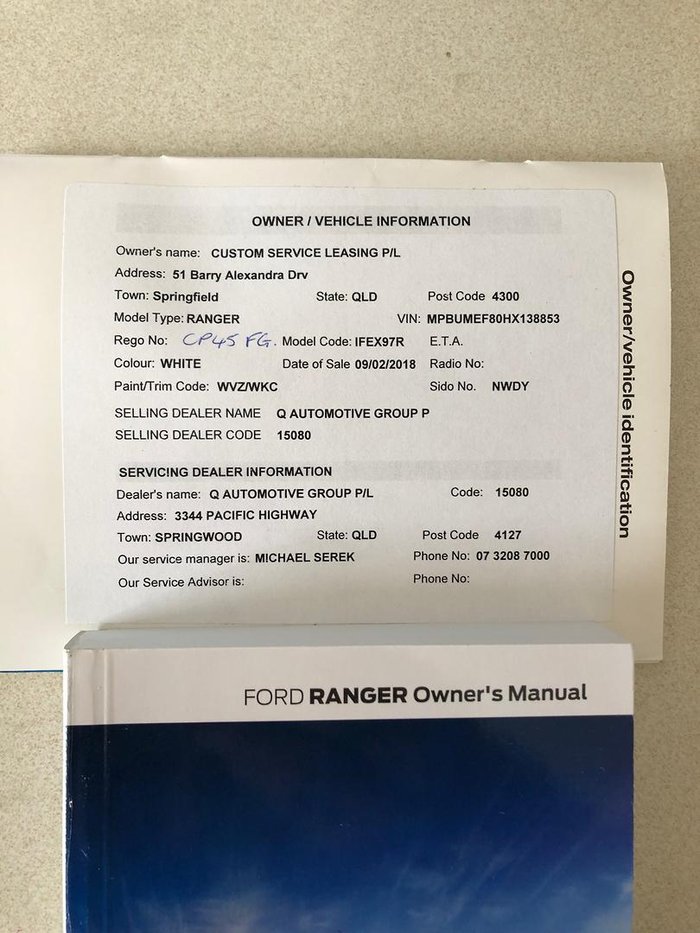 OWNER / VEHICLE INFORMATION
Owner's name: CUSTOM SERVICE LEASING P/L
Address: 51 Barry Alexandra Drv
Town: Springfield State: QLD Post Code 4300
Model Type: RANGER VIN: MPBUMEF80HX138853
Rego No: CP45 FG. Model Code: IFEX97R E.T.A.
Colour: WHITE Date of Sale 09/02/2018 Radio No:
Paint/Trim Code: WVZ/WKC Sido No. NWDY
SELLING DEALER NAME Q AUTOMOTIVE GROUP P
SELLING DEALER CODE 15080
SERVICING DEALER INFORMATION
Dealer's name: Q AUTOMOTIVE GROUP P/L Code: 15080
Address: 3344 PACIFIC HIGHWAY
Town: SPRINGWOOD State: QLD Post Code 4127
Our service manager is: MICHAEL SEREK Phone No: 07 3208 7000
Our Service Advisor is: Phone No:
Owner/vehicle identification
FORD RANGER Owner's Manual